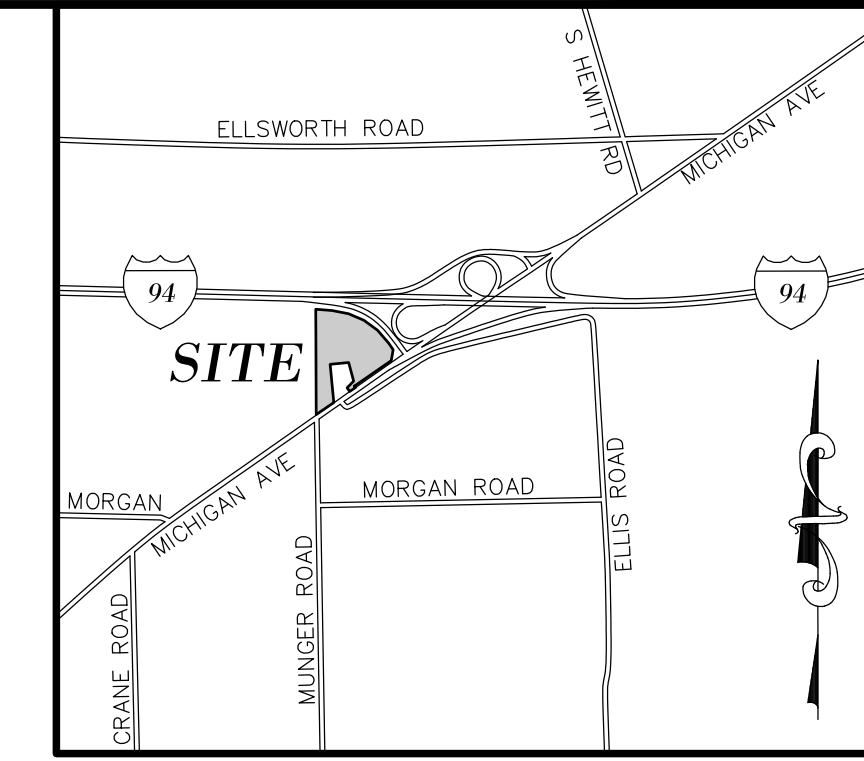 S HEWITT RD
MICHIGAN AVE
ELLSWORTH ROAD
94
94
SITE
MORGAN
MICHIGAN AVE
MORGAN ROAD
ELLIS ROAD
MUNGER ROAD
CRANE ROAD